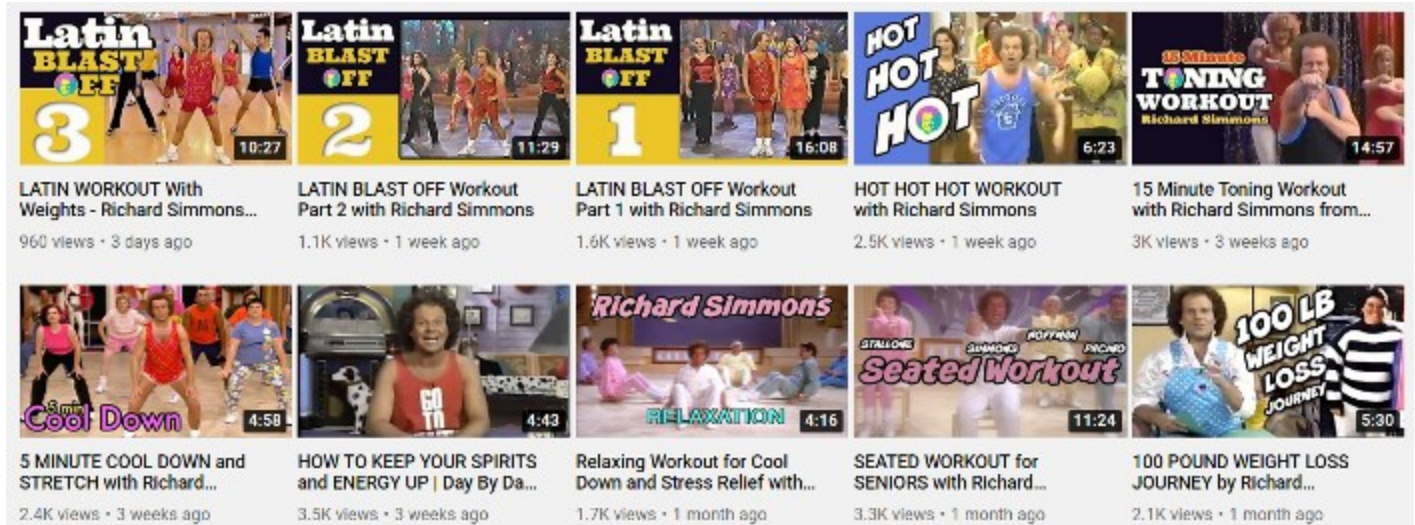 Latin
BLAST
OFF
3
10:27
LATIN WORKOUT With
Weights - Richard Simmons...
960 views • 3 days ago
Latin
BLAST
OFF
2
11:29
LATIN BLAST OFF Workout
Part 2 with Richard Simmons
1.1K views • 1 week ago
Latin
BLAST
OFF
1
16:08
LATIN BLAST OFF Workout
Part 1 with Richard Simmons
1.6K views • 1 week ago
HOT
HOT
HOT
6:23
HOT HOT HOT WORKOUT
with Richard Simmons
2.5K views • 1 week ago
15 Minute
TONING
WORKOUT
Richard Simmons
14:57
15 Minute Toning Workout
with Richard Simmons from...
3K views • 3 weeks ago
5 min
Cool Down
4:58
5 MINUTE COOL DOWN and
STRETCH with Richard...
2.4K views • 3 weeks ago
GO
TO
4:43
HOW TO KEEP YOUR SPIRITS
and ENERGY UP | Day By Da...
3.5K views • 3 weeks ago
Richard Simmons
RELAXATION
4:16
Relaxing Workout for Cool
Down and Stress Relief with...
1.7K views • 1 month ago
STALLONE
SIMMONS
HOFFMAN
PACINO
Seated Workout
11:24
SEATED WORKOUT for
SENIORS with Richard...
3.3K views • 1 month ago
100 LB
WEIGHT
LOSS
JOURNEY
5:30
100 POUND WEIGHT LOSS
JOURNEY by Richard...
2.1K views • 1 month ago